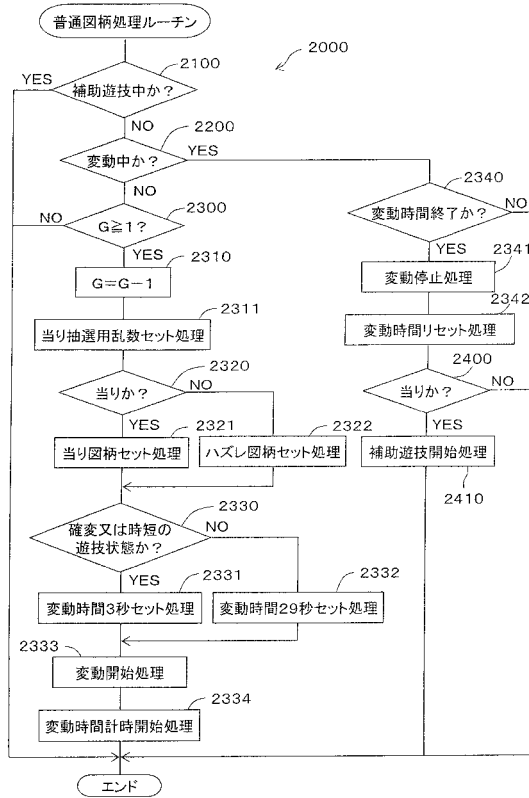 普通図柄処理ルーチン
2000
2100
YES
補助遊技中か?
NO
2200
変動中か?
YES
NO
2300
NO
G≧1?
YES
2310
G=G-1
2311
当り抽選用乱数セット処理
2320
当りか?
NO
YES
2321
2322
当り図柄セット処理
ハズレ図柄セット処理
2330
確変又は時短の
遊技状態か?
NO
YES
2331
2332
変動時間3秒セット処理
変動時間29秒セット処理
2333
変動開始処理
2334
変動時間計時開始処理
エンド
2340
NO
変動時間終了か?
YES
2341
変動停止処理
2342
変動時間リセット処理
2400
当りか?
NO
YES
補助遊技開始処理
2410